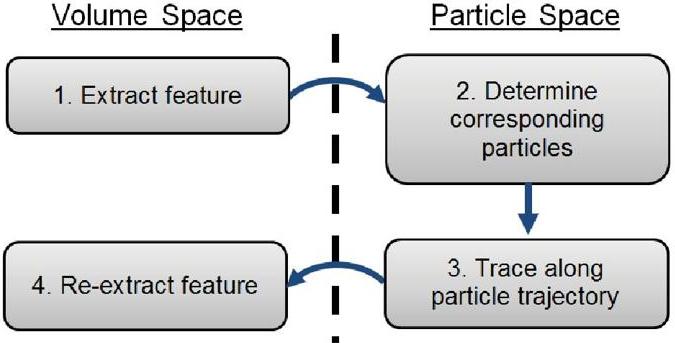 Volume Space
Particle Space
1. Extract feature
2. Determine
corresponding
particles
3. Trace along
particle trajectory
4. Re-extract feature